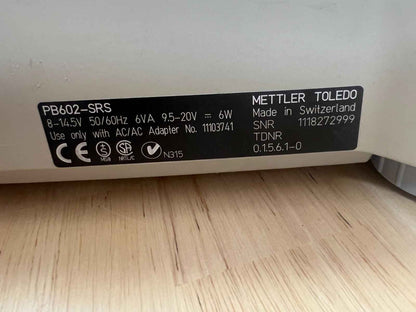 PB602-SRS
8-14.5V 50/60Hz 6VA 9.5-20V = 6W
Use only with AC/AC Adapter No. 11103741
N315
METTLER TOLEDO
Made in Switzerland
SNR 1118272999
TDNR
0.1.5.6.1-0